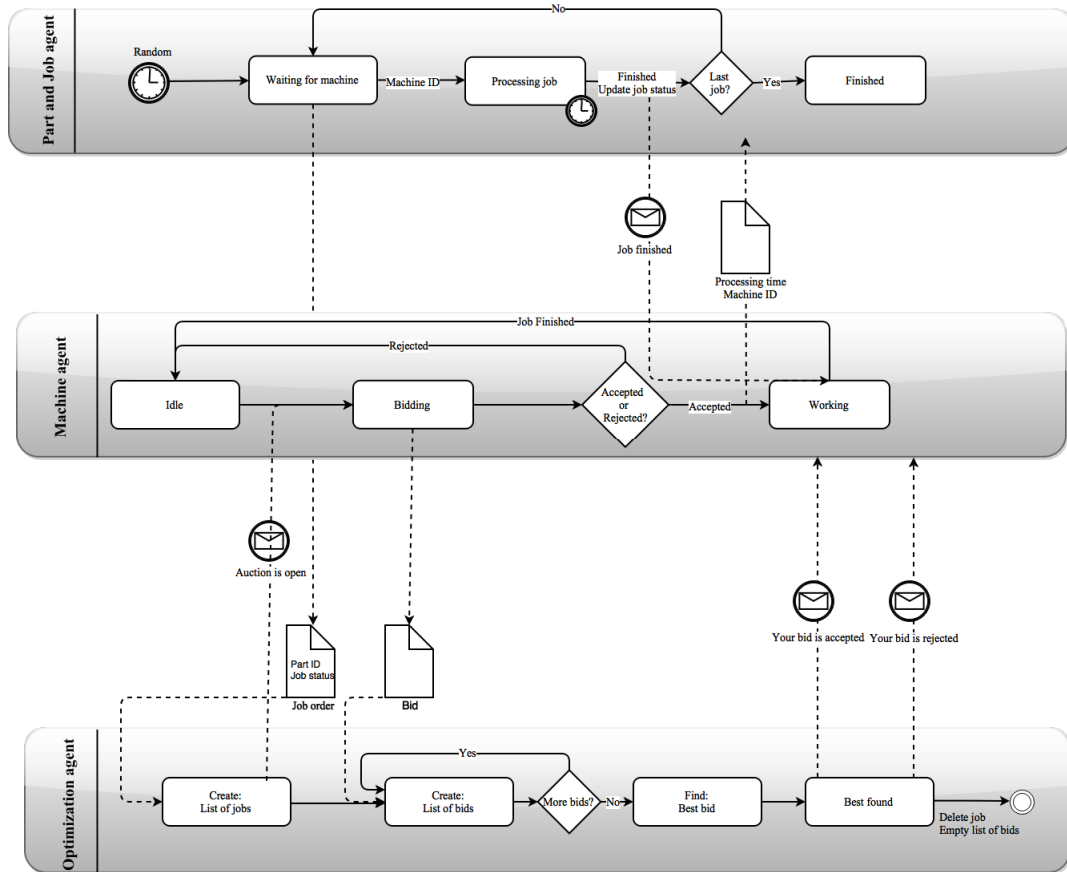 Part and Job agent
Random
No
Waiting for machine
Machine ID
Processing job
Finished
Update job status
Last
job?
Yes
Finished
Job finished
Processing time
Machine ID
Machine agent
Job Finished
Rejected
Idle
Bidding
Accepted
or
Rejected?
Accepted
Working
Auction is open
Part ID
Job status
Job order
Bid
Your bid is accepted
Your bid is rejected
Optimization agent
Yes
Create:
List of jobs
Create:
List of bids
More bids?
No
Find:
Best bid
Best found
Delete job
Empty list of bids